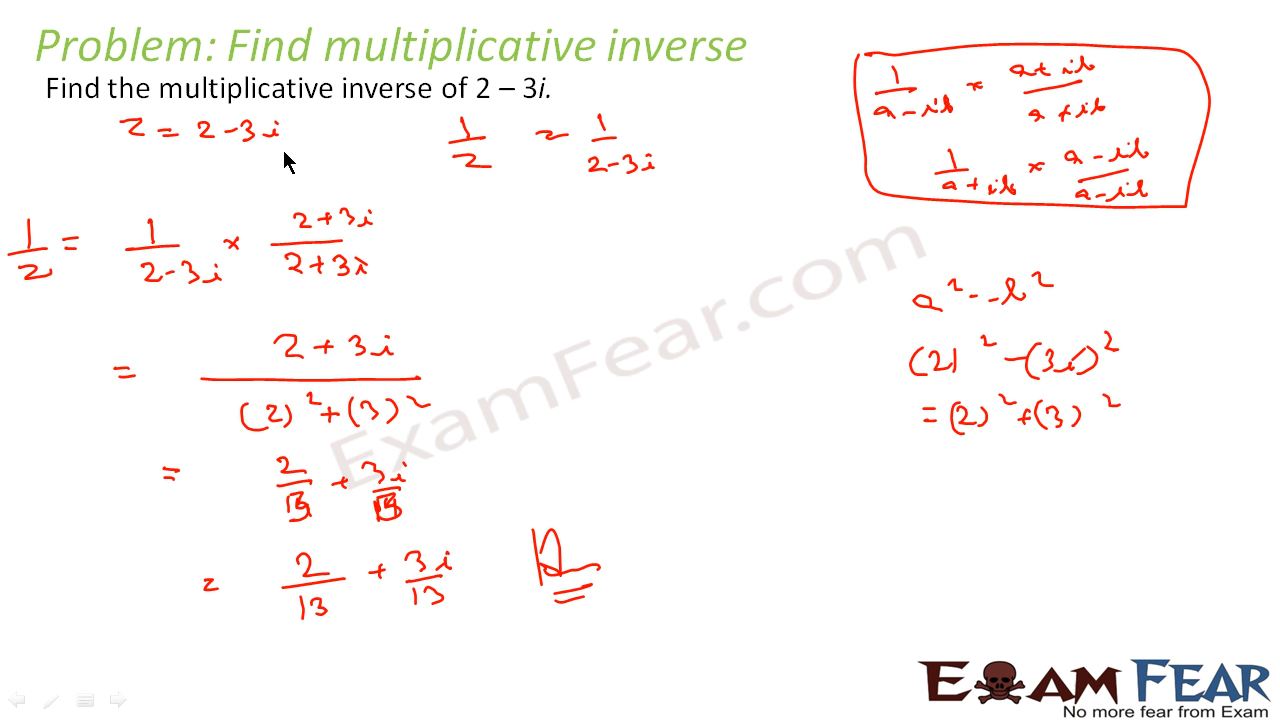 Problem: Find multiplicative inverse
Find the multiplicative inverse of 2 – 3i.
z = 2 - 3i
1/z = 1/(2-3i)
1/z = 1/(2-3i) × (2+3i)/(2+3i)
= (2+3i)/((2)²+(3)²)
= 2/13 + 3i/13
= 2/13 + 3i/13
1/(a-ib) × (a+ib)/(a+ib)
1/(a+ib) × (a-ib)/(a-ib)
a² - b²
(2)² - (3i)²
= (2)² + (3)²
ExamFear.com
EXAM FEAR
No more fear from Exam